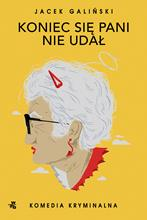 JACEK GALIŃSKI
KONIEC SIĘ PANI
NIE UDAŁ
KOMEDIA KRYMINALNA